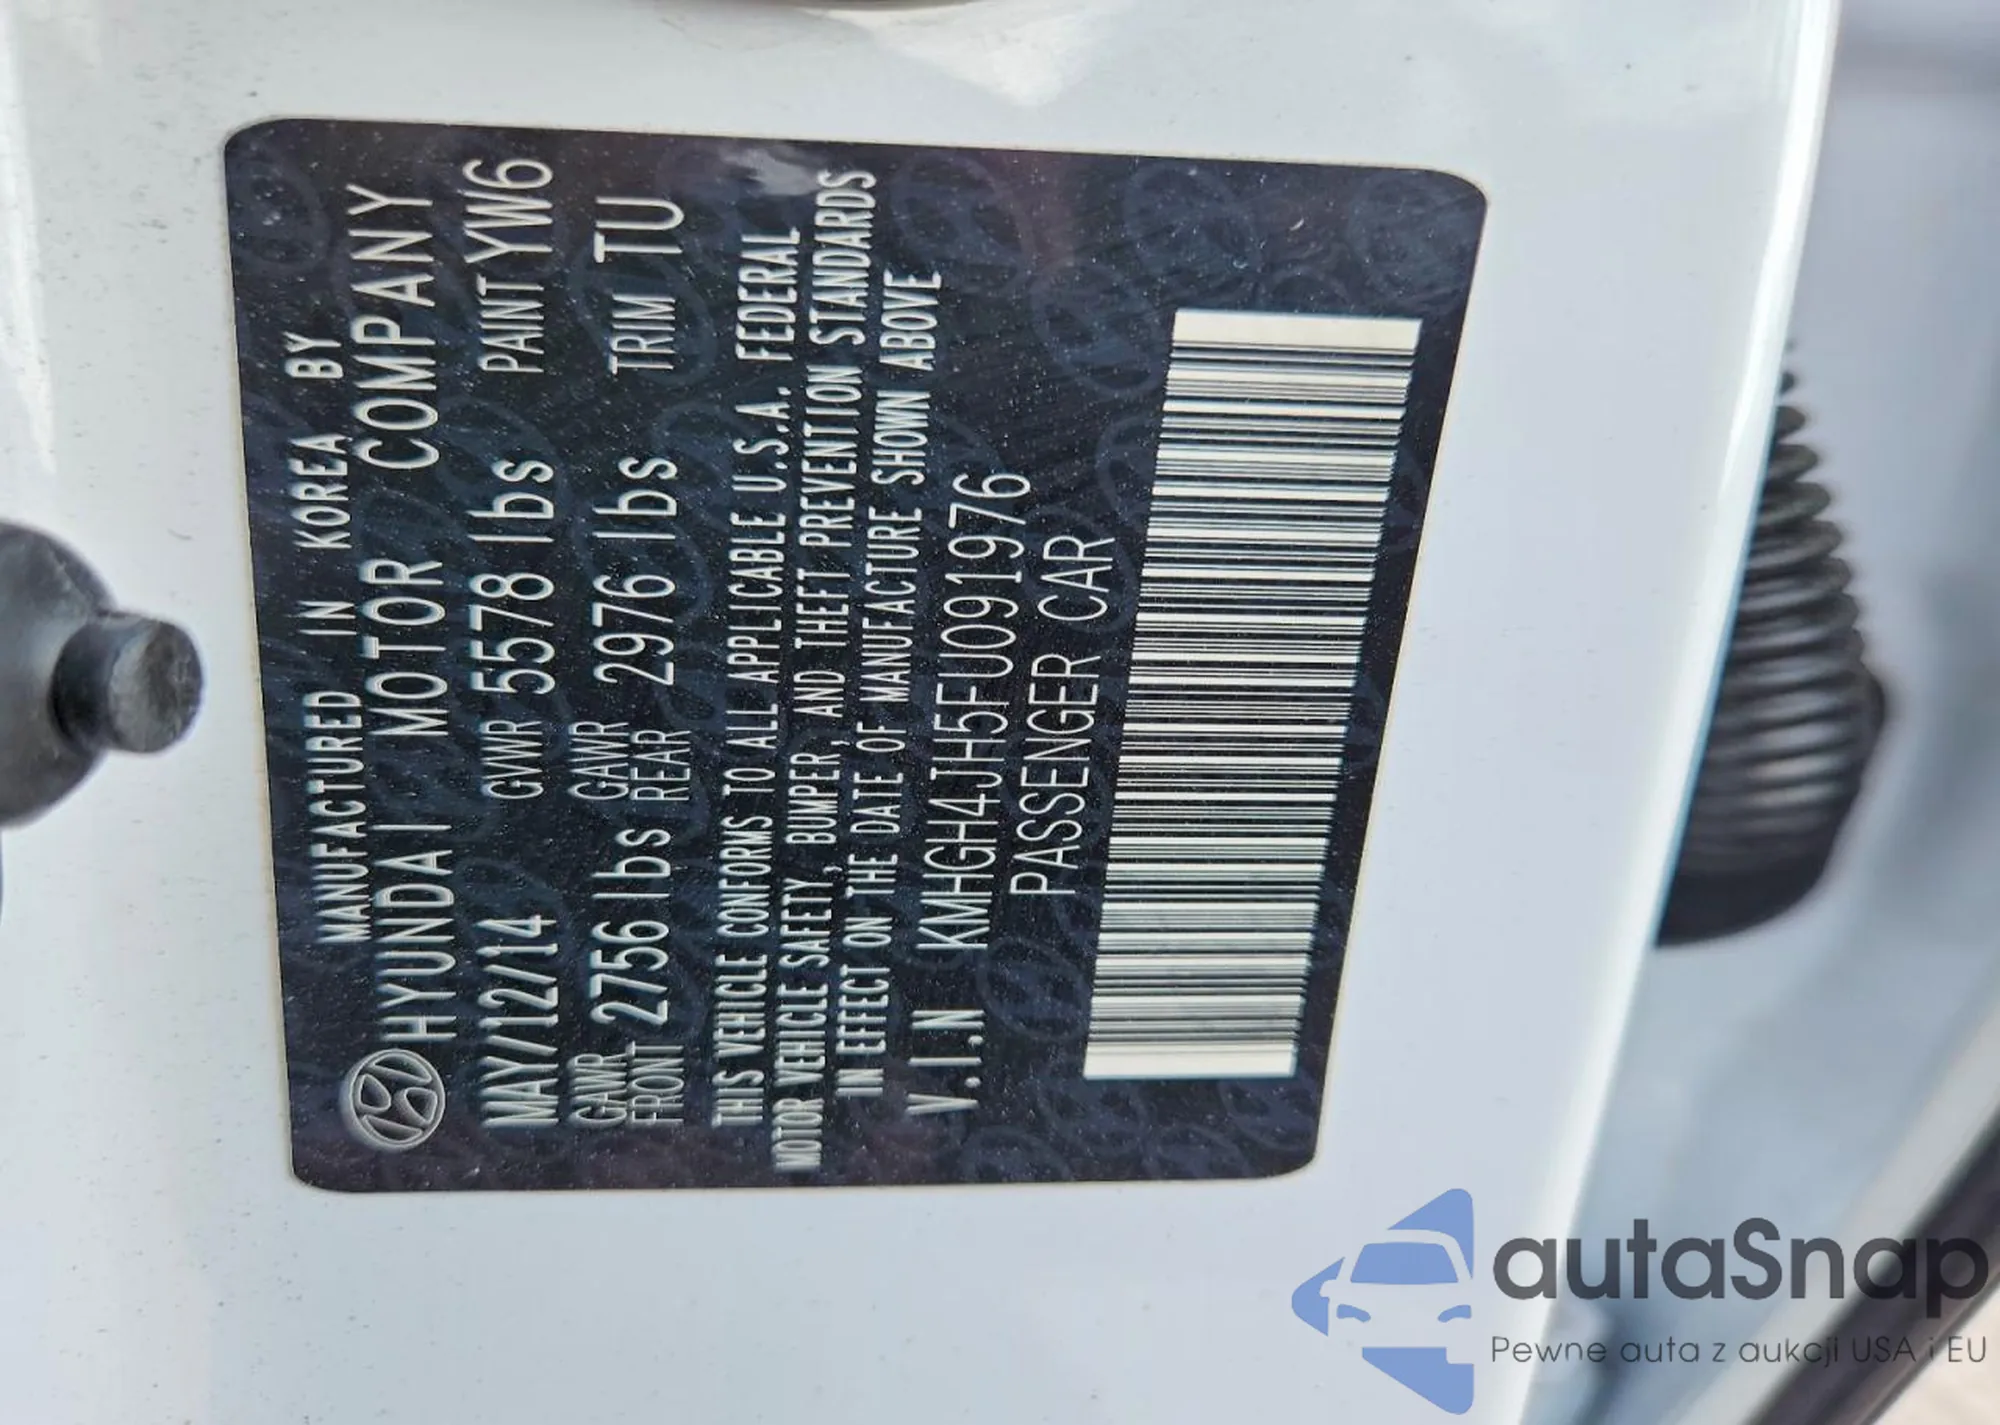 MANUFACTURED IN KOREA BY
HYUNDAI MOTOR COMPANY
MAY/12/14 GVWR 5578 lbs PAINT YW6
GAWR FRONT 2756 lbs GAWR REAR 2976 lbs TRIM TU
THIS VEHICLE CONFORMS TO ALL APPLICABLE U.S.A. FEDERAL
MOTOR VEHICLE SAFETY, BUMPER, AND THEFT PREVENTION STANDARDS
IN EFFECT ON THE DATE OF MANUFACTURE SHOWN ABOVE
V.I.N KMHGH4JH5FU091976
PASSENGER CAR
autaSnap
Pewne auta z aukcji USA i EU